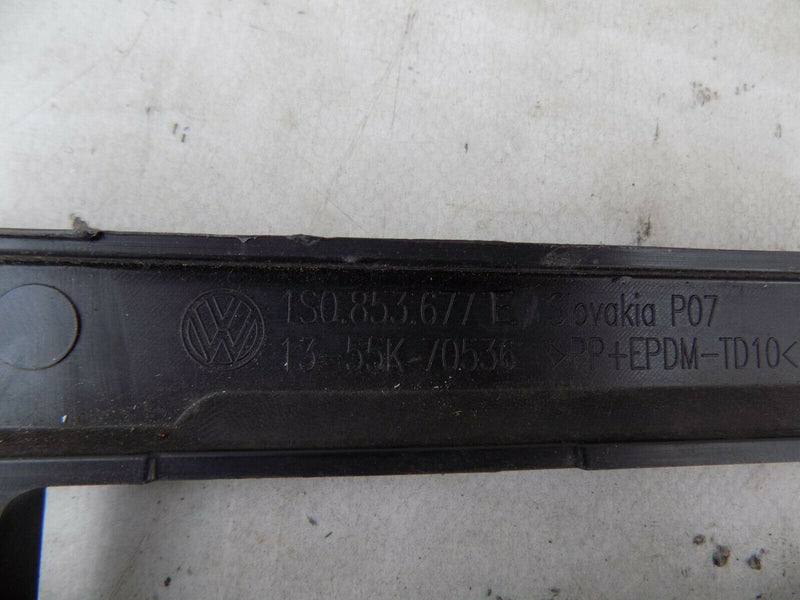 1S0.853.677 E Slovakia P07
13-55K-70536 >PP+EPDM-TD10<